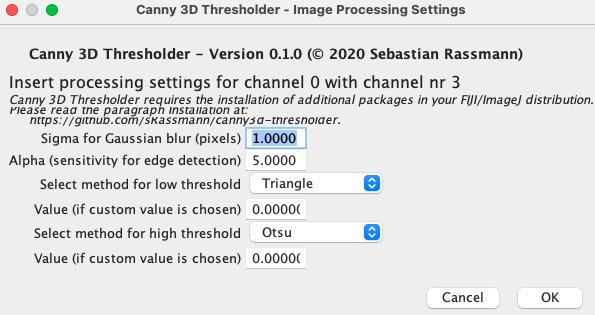 Canny 3D Thresholder - Image Processing Settings
Canny 3D Thresholder - Version 0.1.0 (© 2020 Sebastian Rassmann)
Insert processing settings for channel 0 with channel nr 3
Canny 3D Thresholder requires the installation of additional packages in your FIJI/ImageJ distribution.
Please read the paragraph Installation at:
https://github.com/sRassmann/canny3d-thresholder.
Sigma for Gaussian blur (pixels) 1.0000
Alpha (sensitivity for edge detection) 5.0000
Select method for low threshold Triangle
Value (if custom value is chosen) 0.0000
Select method for high threshold Otsu
Value (if custom value is chosen) 0.0000
Cancel OK